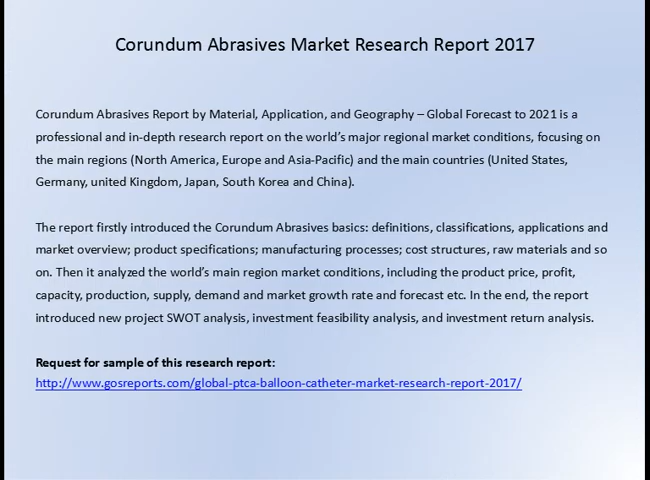 Corundum Abrasives Market Research Report 2017
Corundum Abrasives Report by Material, Application, and Geography – Global Forecast to 2021 is a
professional and in-depth research report on the world’s major regional market conditions, focusing on
the main regions (North America, Europe and Asia-Pacific) and the main countries (United States,
Germany, united Kingdom, Japan, South Korea and China).
The report firstly introduced the Corundum Abrasives basics: definitions, classifications, applications and
market overview; product specifications; manufacturing processes; cost structures, raw materials and so
on. Then it analyzed the world’s main region market conditions, including the product price, profit,
capacity, production, supply, demand and market growth rate and forecast etc. In the end, the report
introduced new project SWOT analysis, investment feasibility analysis, and investment return analysis.
Request for sample of this research report:
http://www.gosreports.com/global-ptca-balloon-catheter-market-research-report-2017/